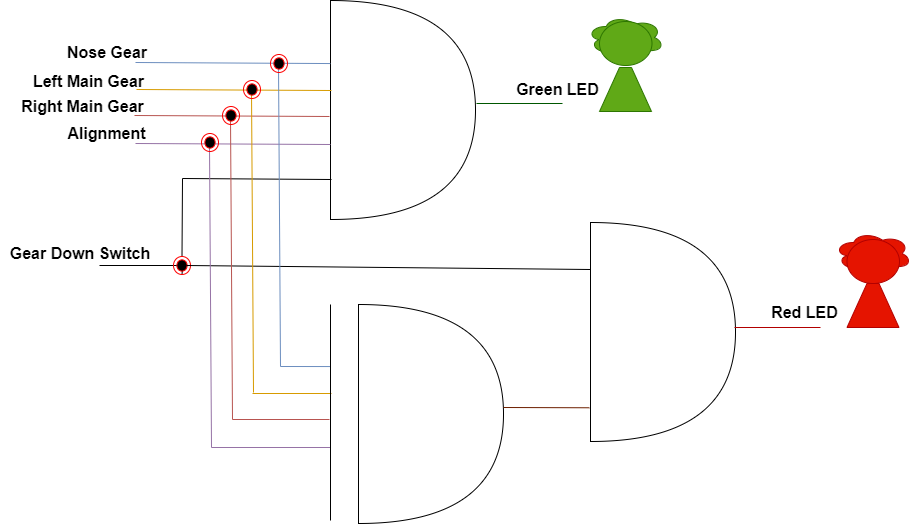 Nose Gear
Left Main Gear
Right Main Gear
Alignment
Gear Down Switch
Green LED
Red LED